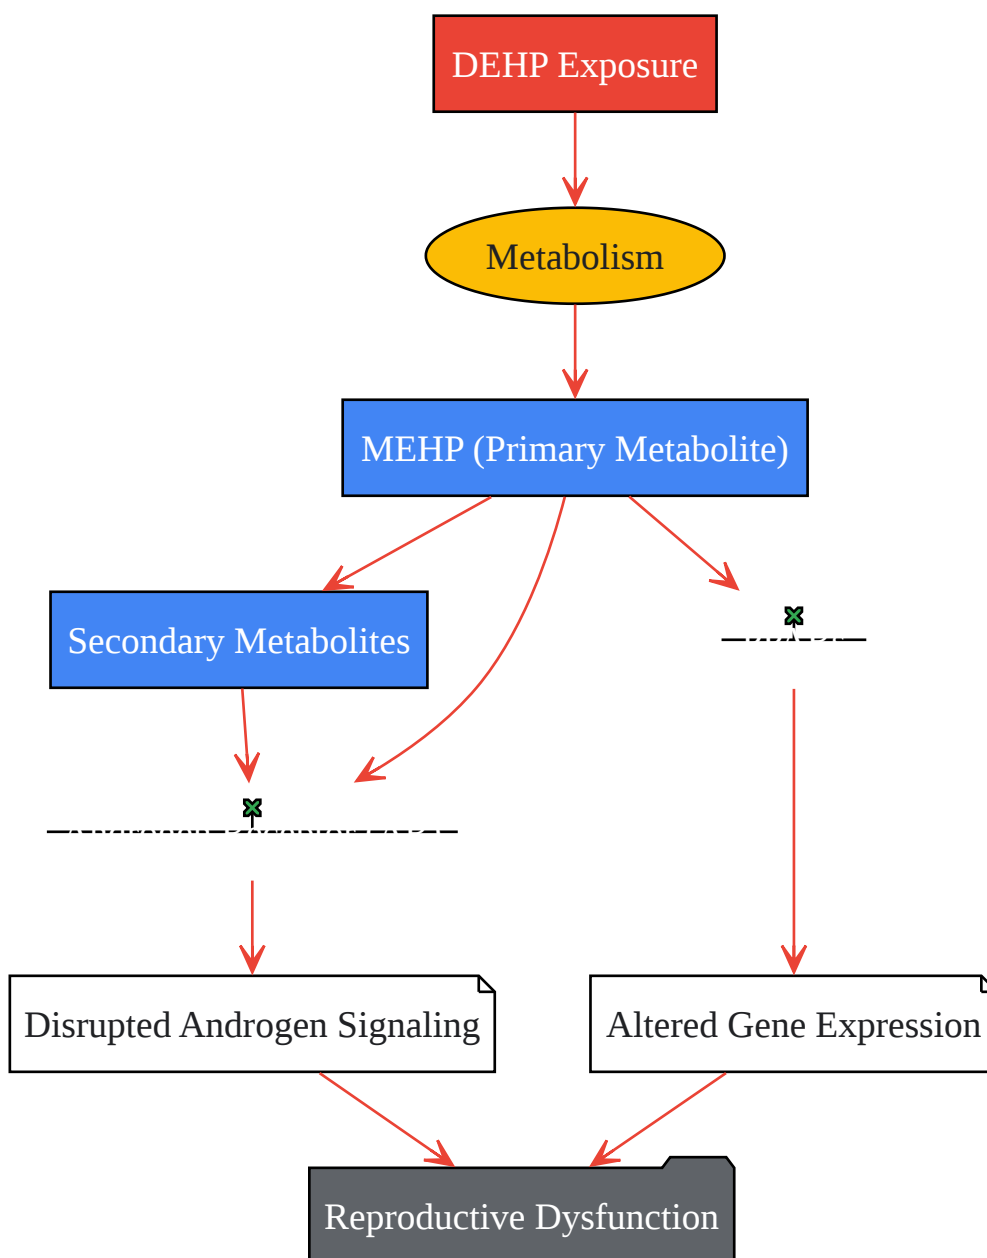 DEHP Exposure
Metabolism
MEHP (Primary Metabolite)
Secondary Metabolites
Disrupted Androgen Signaling
Altered Gene Expression
Reproductive Dysfunction